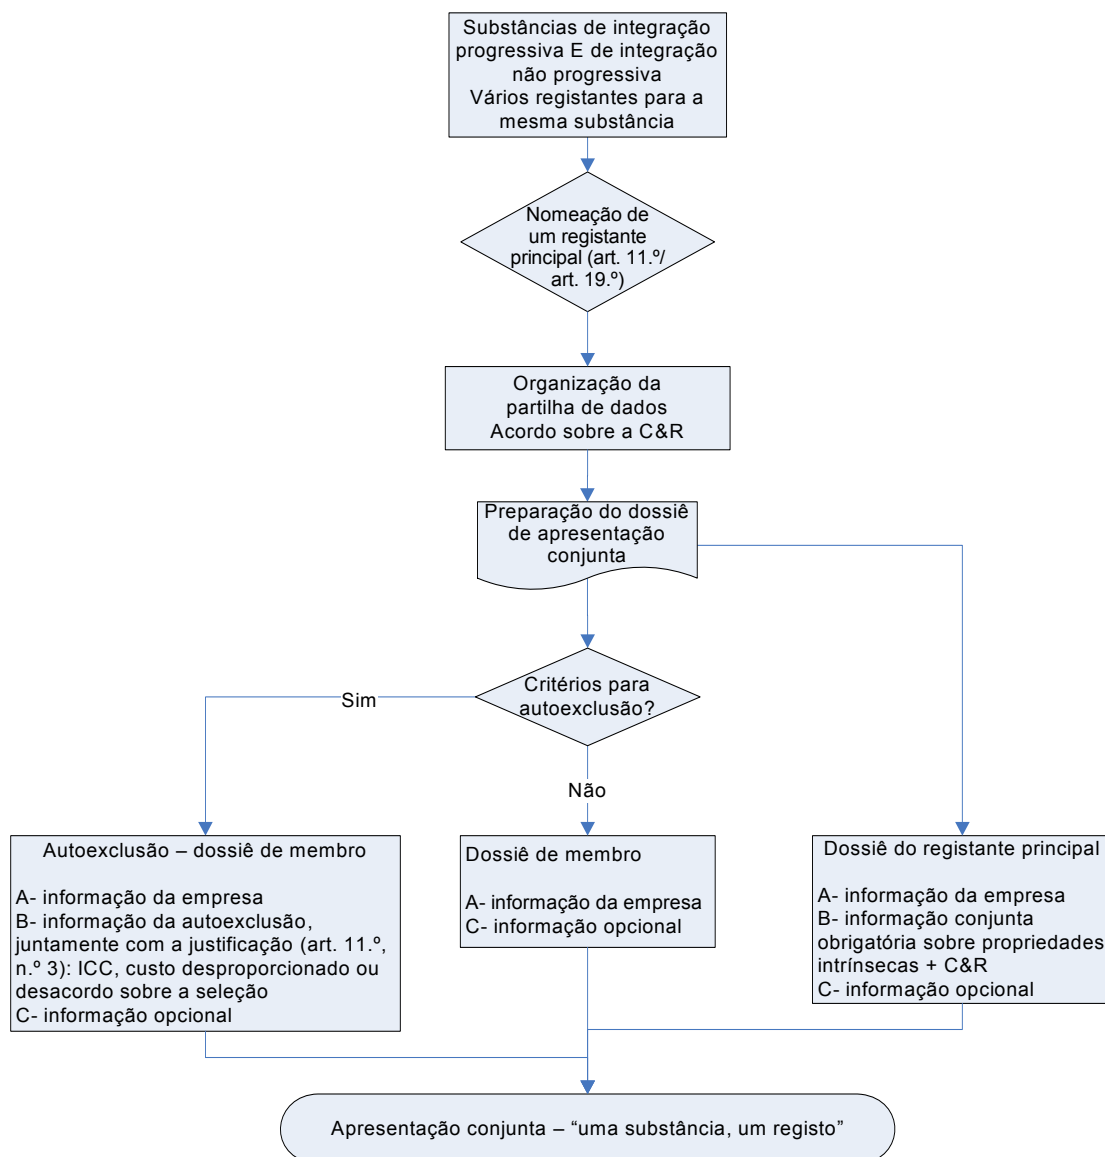 Substâncias de integração
progressiva E de integração
não progressiva
Vários registantes para a
mesma substância
Nomeação de
um registante
principal (art. 11.º/
art. 19.º)
Organização da
partilha de dados
Acordo sobre a C&R
Preparação do dossiê
de apresentação
conjunta
Critérios para
autoexclusão?
Sim
Não
Autoexclusão – dossiê de membro
A- informação da empresa
B- informação da autoexclusão,
juntamente com a justificação (art. 11.º,
n.º 3): ICC, custo desproporcionado ou
desacordo sobre a seleção
C- informação opcional
Dossiê de membro
A- informação da empresa
C- informação opcional
Dossiê do registante principal
A- informação da empresa
B- informação conjunta
obrigatória sobre propriedades
intrínsecas + C&R
C- informação opcional
Apresentação conjunta – “uma substância, um registo”